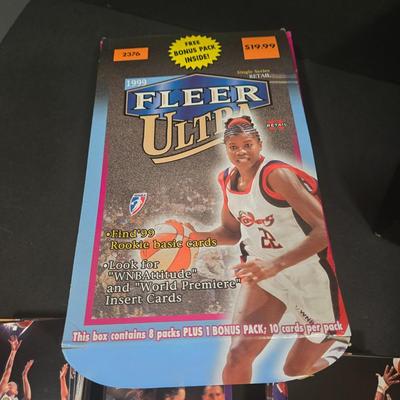 FREE
BONUS PACK
INSIDE!
2376
$19.99
Single Series
RETAIL
1999
FLEER
ULTRA
RETAIL
22
•Find '99
Rookie basic cards
•Look for
"WNBAttitude"
and "World Premiere"
Insert Cards
This box contains 8 packs PLUS 1 BONUS PACK; 10 cards per pack